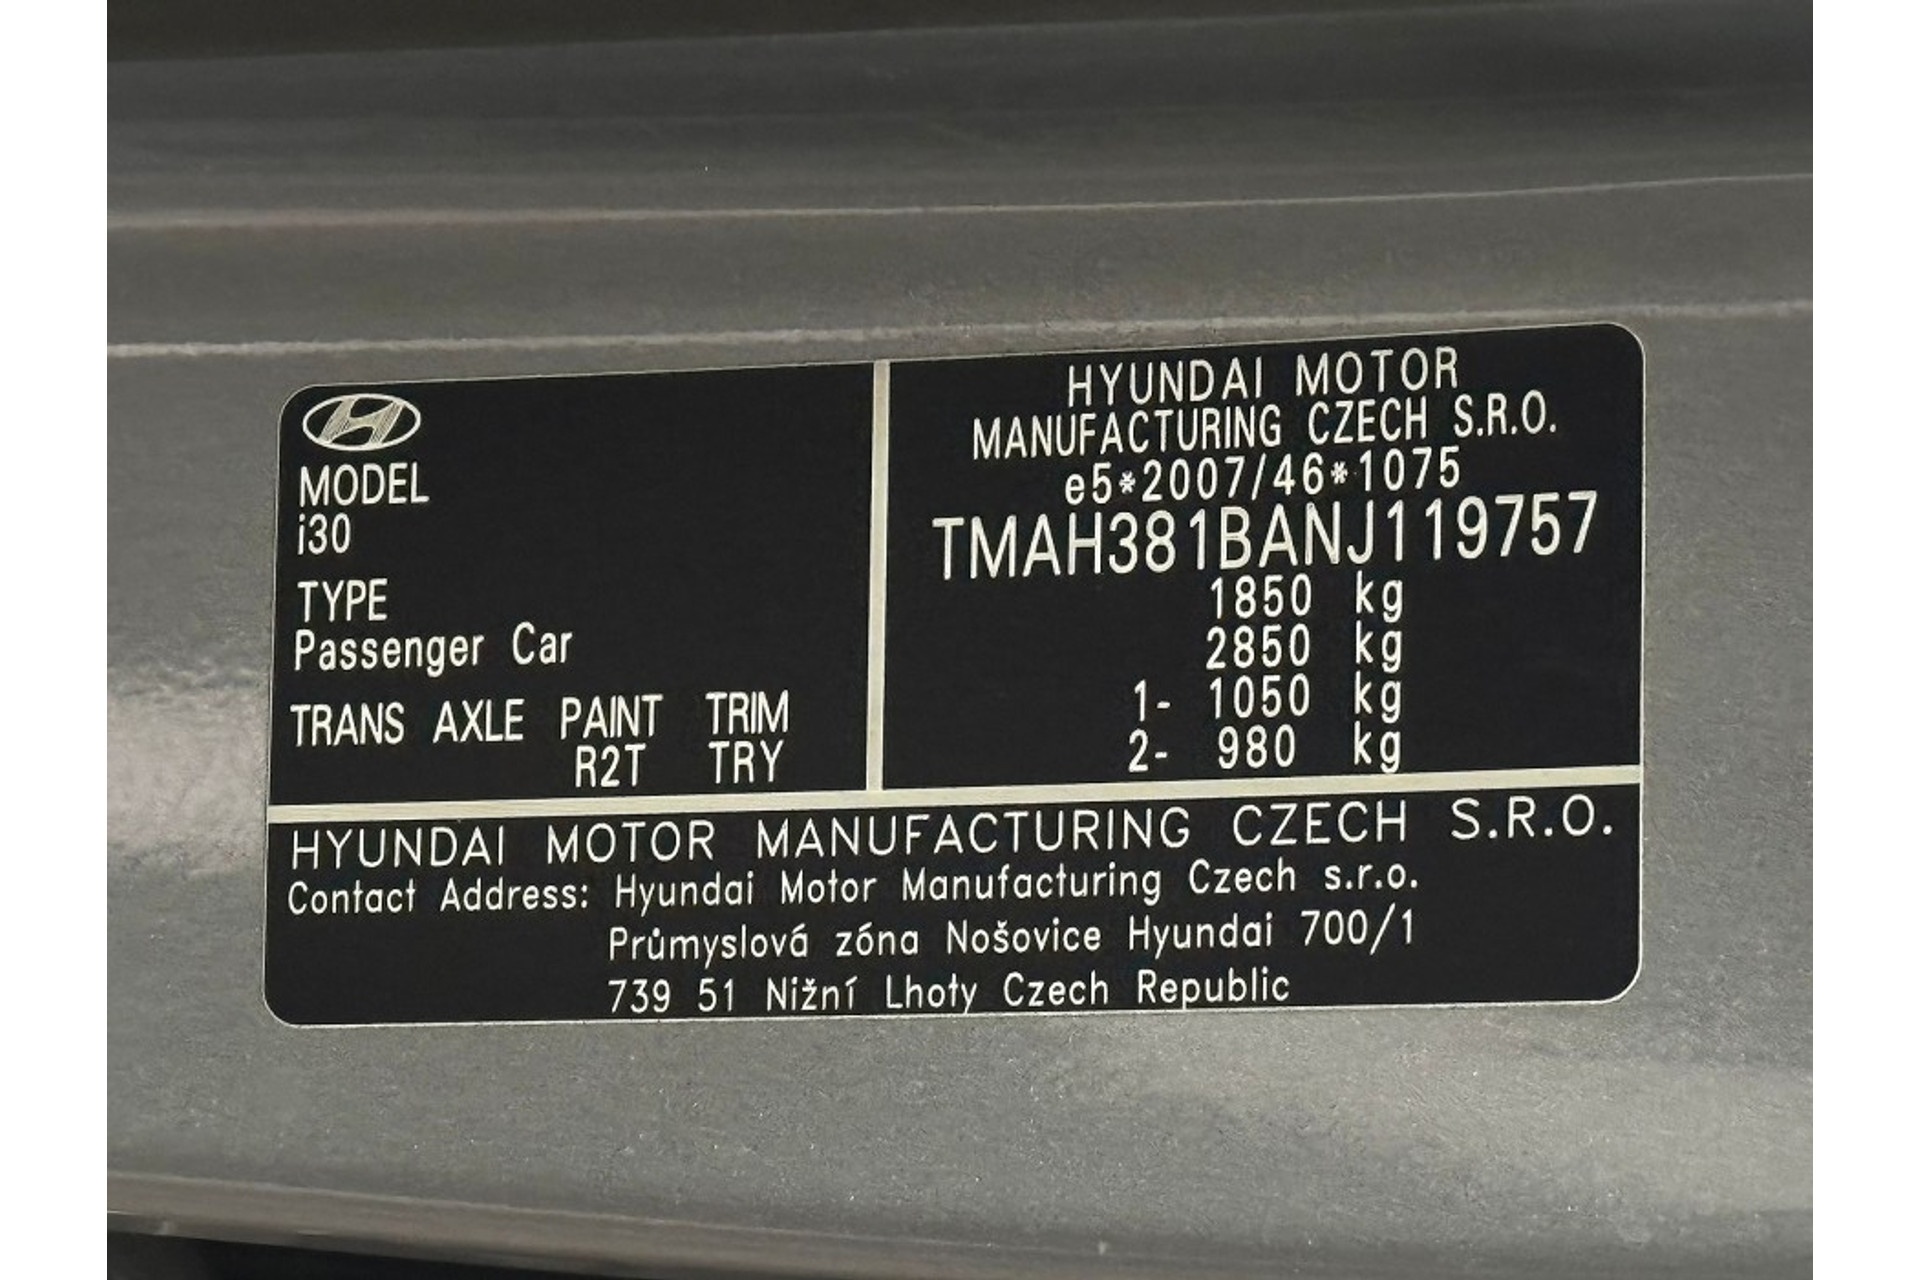 MODEL
i30
TYPE
Passenger Car
TRANS AXLE PAINT TRIM
R2T TRY
HYUNDAI MOTOR
MANUFACTURING CZECH S.R.O.
e5*2007/46*1075
TMAH381BANJ119757
1850 kg
2850 kg
1- 1050 kg
2- 980 kg
HYUNDAI MOTOR MANUFACTURING CZECH S.R.O.
Contact Address: Hyundai Motor Manufacturing Czech s.r.o.
Průmyslová zóna Nošovice Hyundai 700/1
739 51 Nižní Lhoty Czech Republic